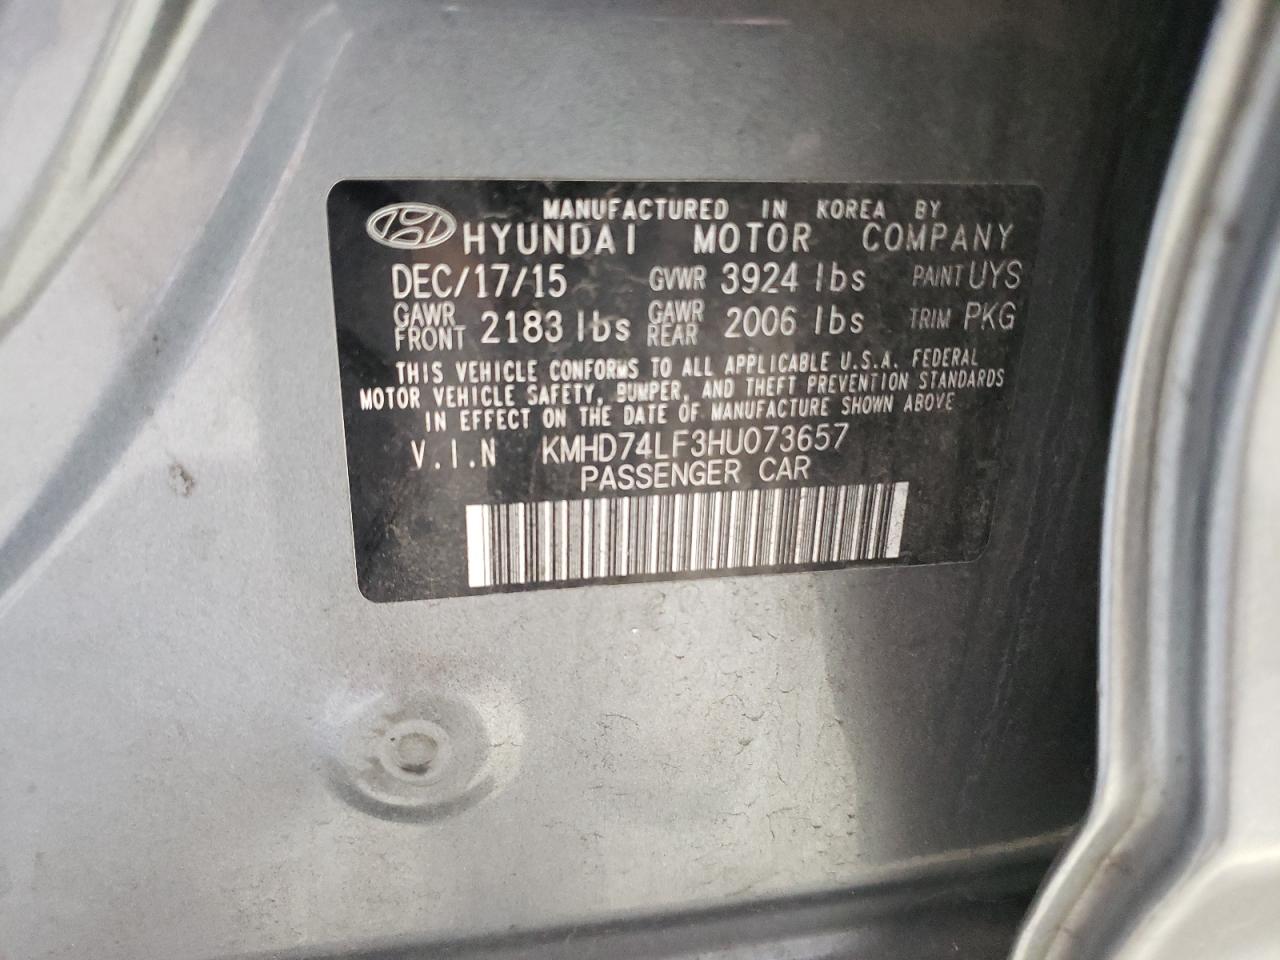 MANUFACTURED IN KOREA BY
HYUNDAI MOTOR COMPANY
DEC/17/15 GVWR 3924 lbs PAINT UYS
GAWR FRONT 2183 lbs GAWR REAR 2006 lbs TRIM PKG
THIS VEHICLE CONFORMS TO ALL APPLICABLE U.S.A. FEDERAL
MOTOR VEHICLE SAFETY, BUMPER, AND THEFT PREVENTION STANDARDS
IN EFFECT ON THE DATE OF MANUFACTURE SHOWN ABOVE
V.I.N KMHD74LF3HU073657
PASSENGER CAR